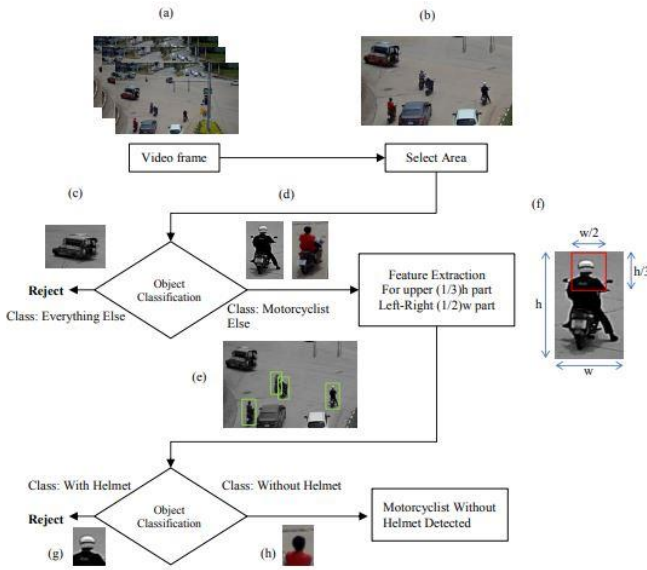 (a)
(b)
Video frame
Select Area
(c)
(d)
(f)
w/2
h/3
h
w
Object
Classification
Reject
Class: Everything Else
Class: Motorcyclist
Else
Feature Extraction
For upper (1/3)h part
Left-Right (1/2)w part
(e)
Class: With Helmet
Class: Without Helmet
Object
Classification
Reject
Motorcyclist Without
Helmet Detected
(g)
(h)